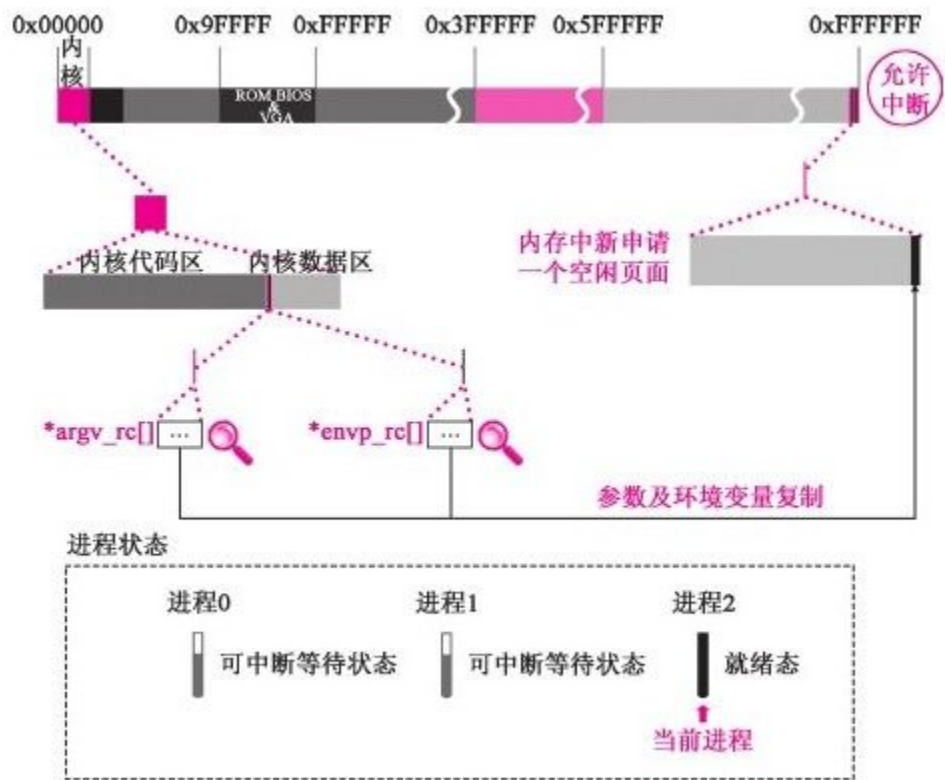 0x00000 0x9FFFF 0xFFFFF 0x3FFFFF 0x5FFFFF 0xFFFFFF
内
核
ROM BIOS
&
VGA
允许
中断
内存中新申请
一个空闲页面
内核代码区 内核数据区
*argv_rc[] ... *envp_rc[] ...
参数及环境变量复制
进程状态
进程0 进程1 进程2
可中断等待状态 可中断等待状态 就绪态
当前进程